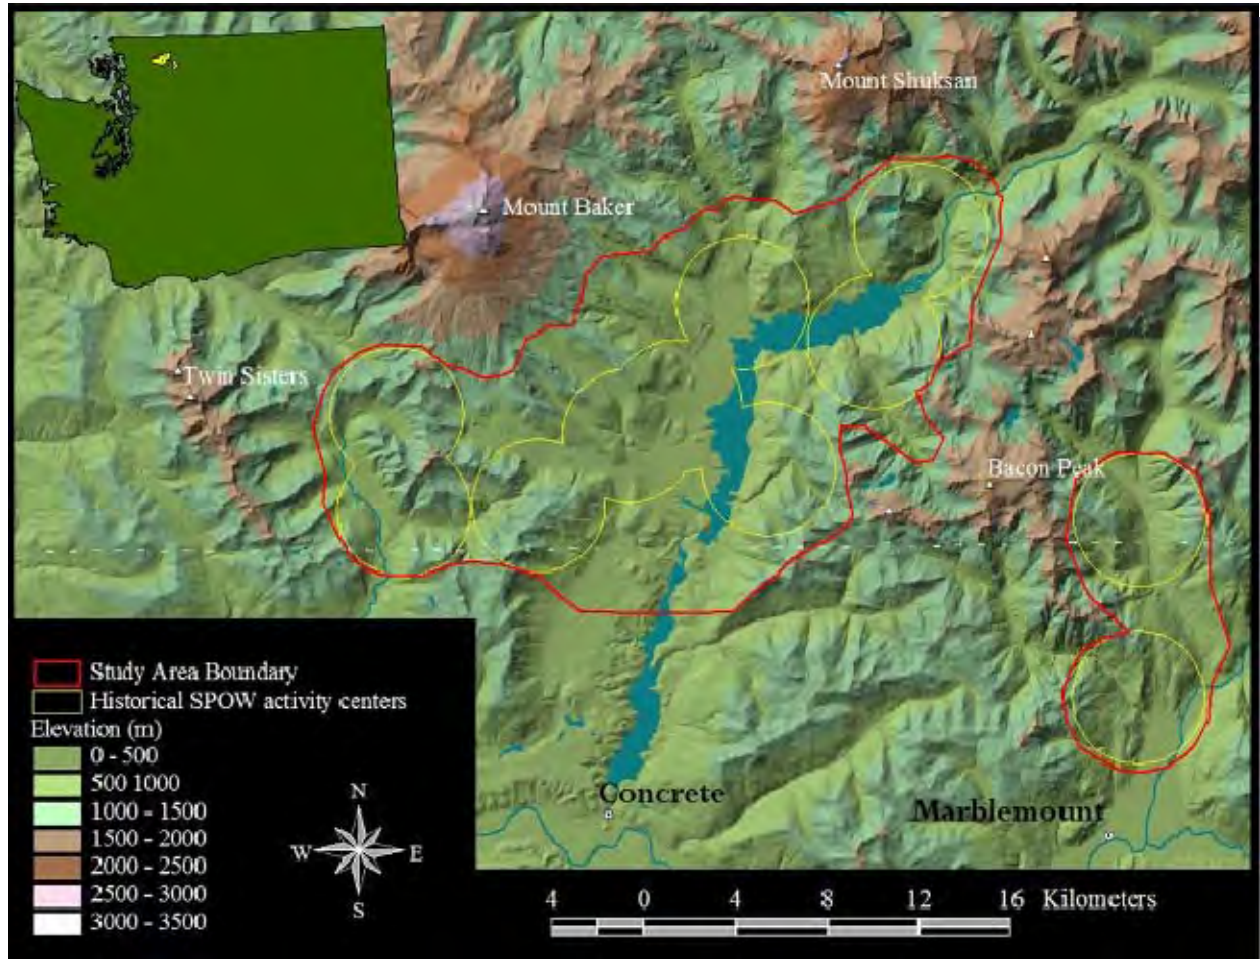 Mount Shuksan
Mount Baker
Twin Sisters
Bacon Peak
Study Area Boundary
Historical SPOW activity centers
Elevation (m)
0 - 500
500 1000
1000 - 1500
1500 - 2000
2000 - 2500
2500 - 3000
3000 - 3500
N
W E
S
Concrete
Marblemount
4 0 4 8 12 16 Kilometers